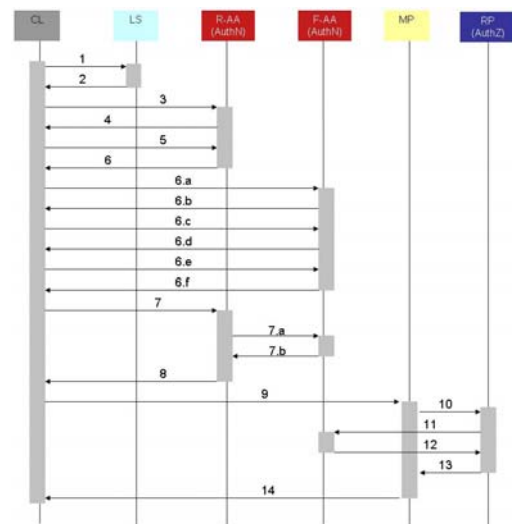 CL
LS
R-AA
(AuthN)
F-AA
(AuthN)
MP
RP
(AuthZ)
1
2
3
4
5
6
6.a
6.b
6.c
6.d
6.e
6.f
7
7.a
7.b
8
9
10
11
12
13
14